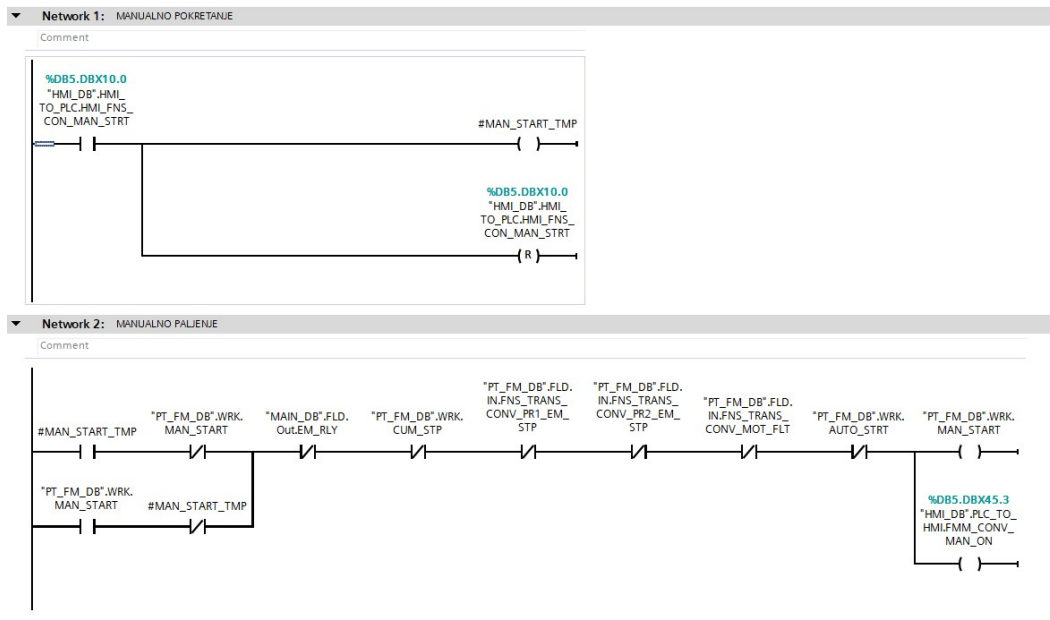 Network 1: MANUALNO POKRETANJE
Comment
%DB5.DBX10.0
"HMI_DB".HMI_
TO_PLC.HMI_FNS_
CON_MAN_STRT
#MAN_START_TMP
%DB5.DBX10.0
"HMI_DB".HMI_
TO_PLC.HMI_FNS_
CON_MAN_STRT
R
Network 2: MANUALNO PALJENJE
Comment
#MAN_START_TMP
"PT_FM_DB".WRK.
MAN_START
"MAIN_DB".FLD.
Out.EM_RLY
"PT_FM_DB".WRK.
CUM_STP
"PT_FM_DB".FLD.
IN.FNS_TRANS_
CONV_PR1_EM_
STP
"PT_FM_DB".FLD.
IN.FNS_TRANS_
CONV_PR2_EM_
STP
"PT_FM_DB".FLD.
IN.FNS_TRANS_
CONV_MOT_FLT
"PT_FM_DB".WRK.
AUTO_STRT
"PT_FM_DB".WRK.
MAN_START
"PT_FM_DB".WRK.
MAN_START
#MAN_START_TMP
%DB5.DBX45.3
"HMI_DB".PLC_TO_
HMI.FMM_CONV_
MAN_ON